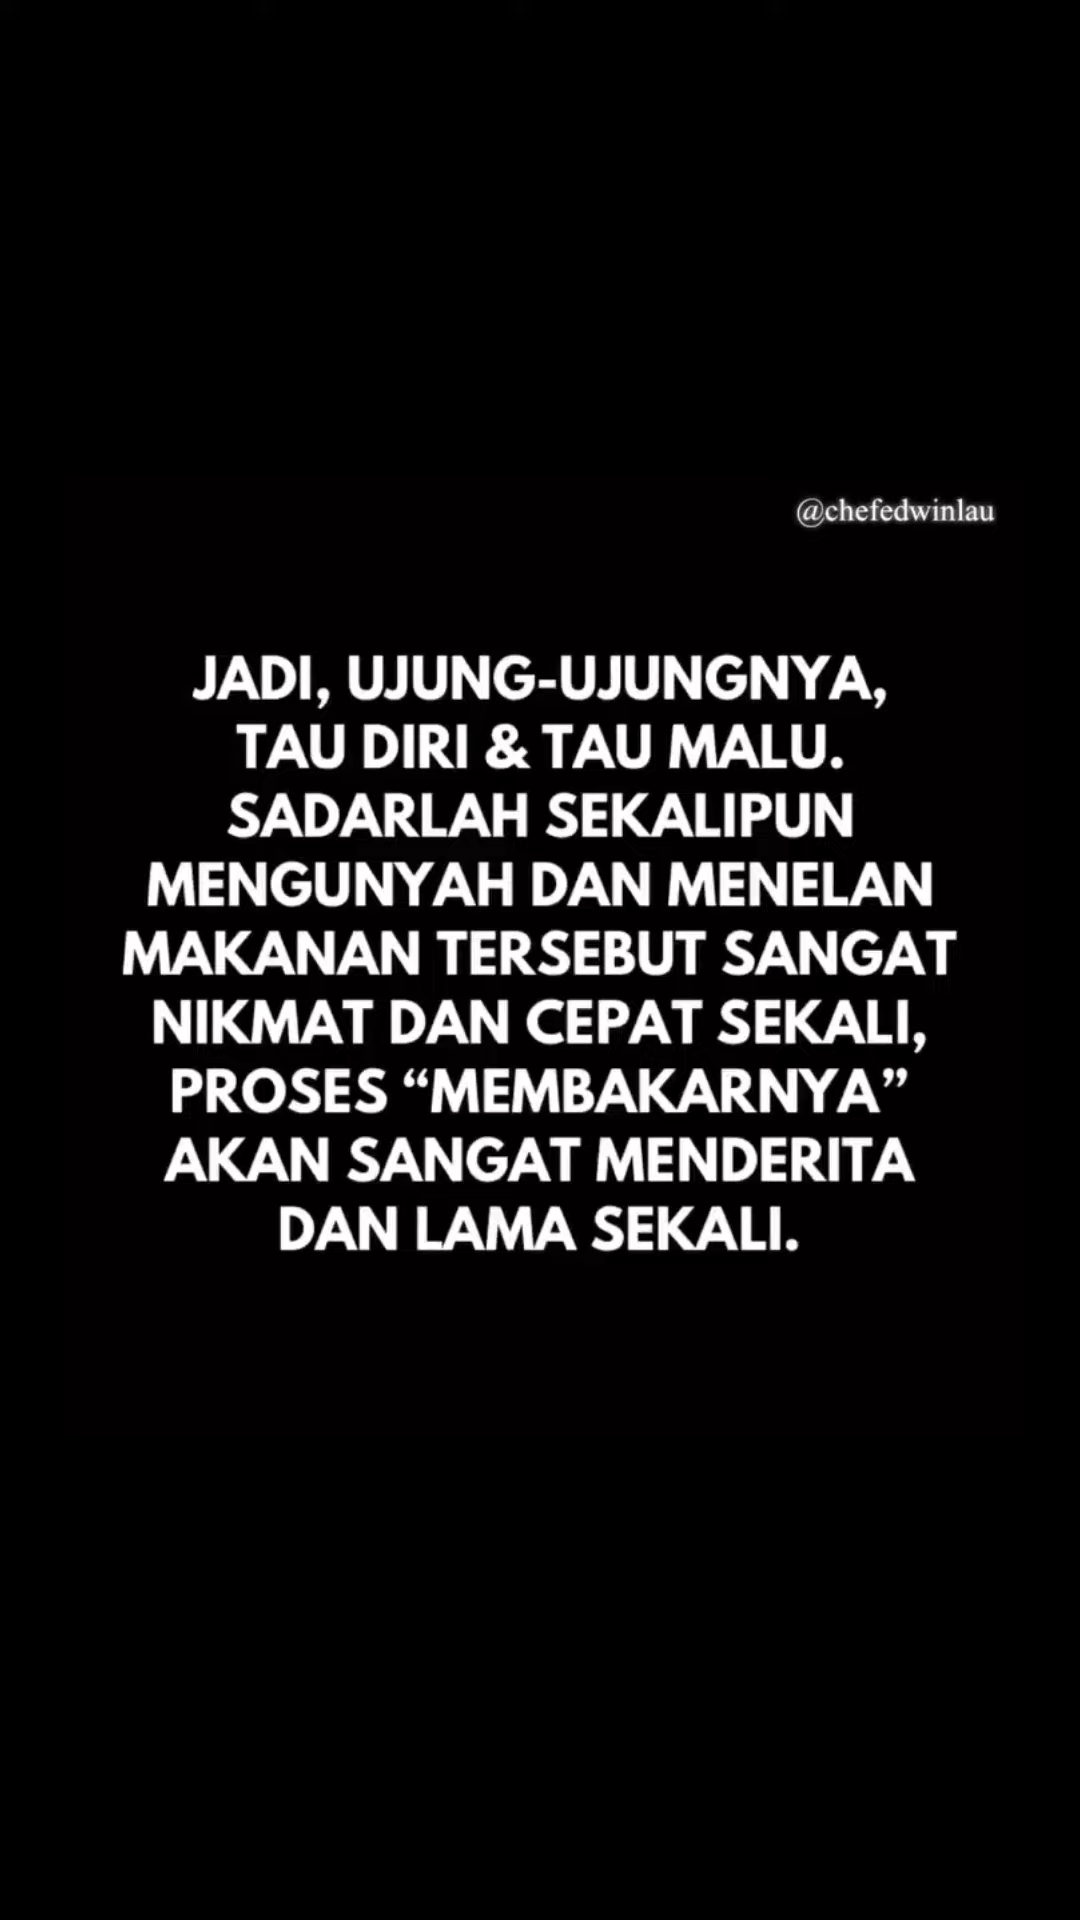 @chefedwinlau
JADI, UJUNG-UJUNGNYA,
TAU DIRI & TAU MALU.
SADARLAH SEKALIPUN
MENGUNYAH DAN MENELAN
MAKANAN TERSEBUT SANGAT
NIKMAT DAN CEPAT SEKALI,
PROSES “MEMBAKARNYA”
AKAN SANGAT MENDERITA
DAN LAMA SEKALI.